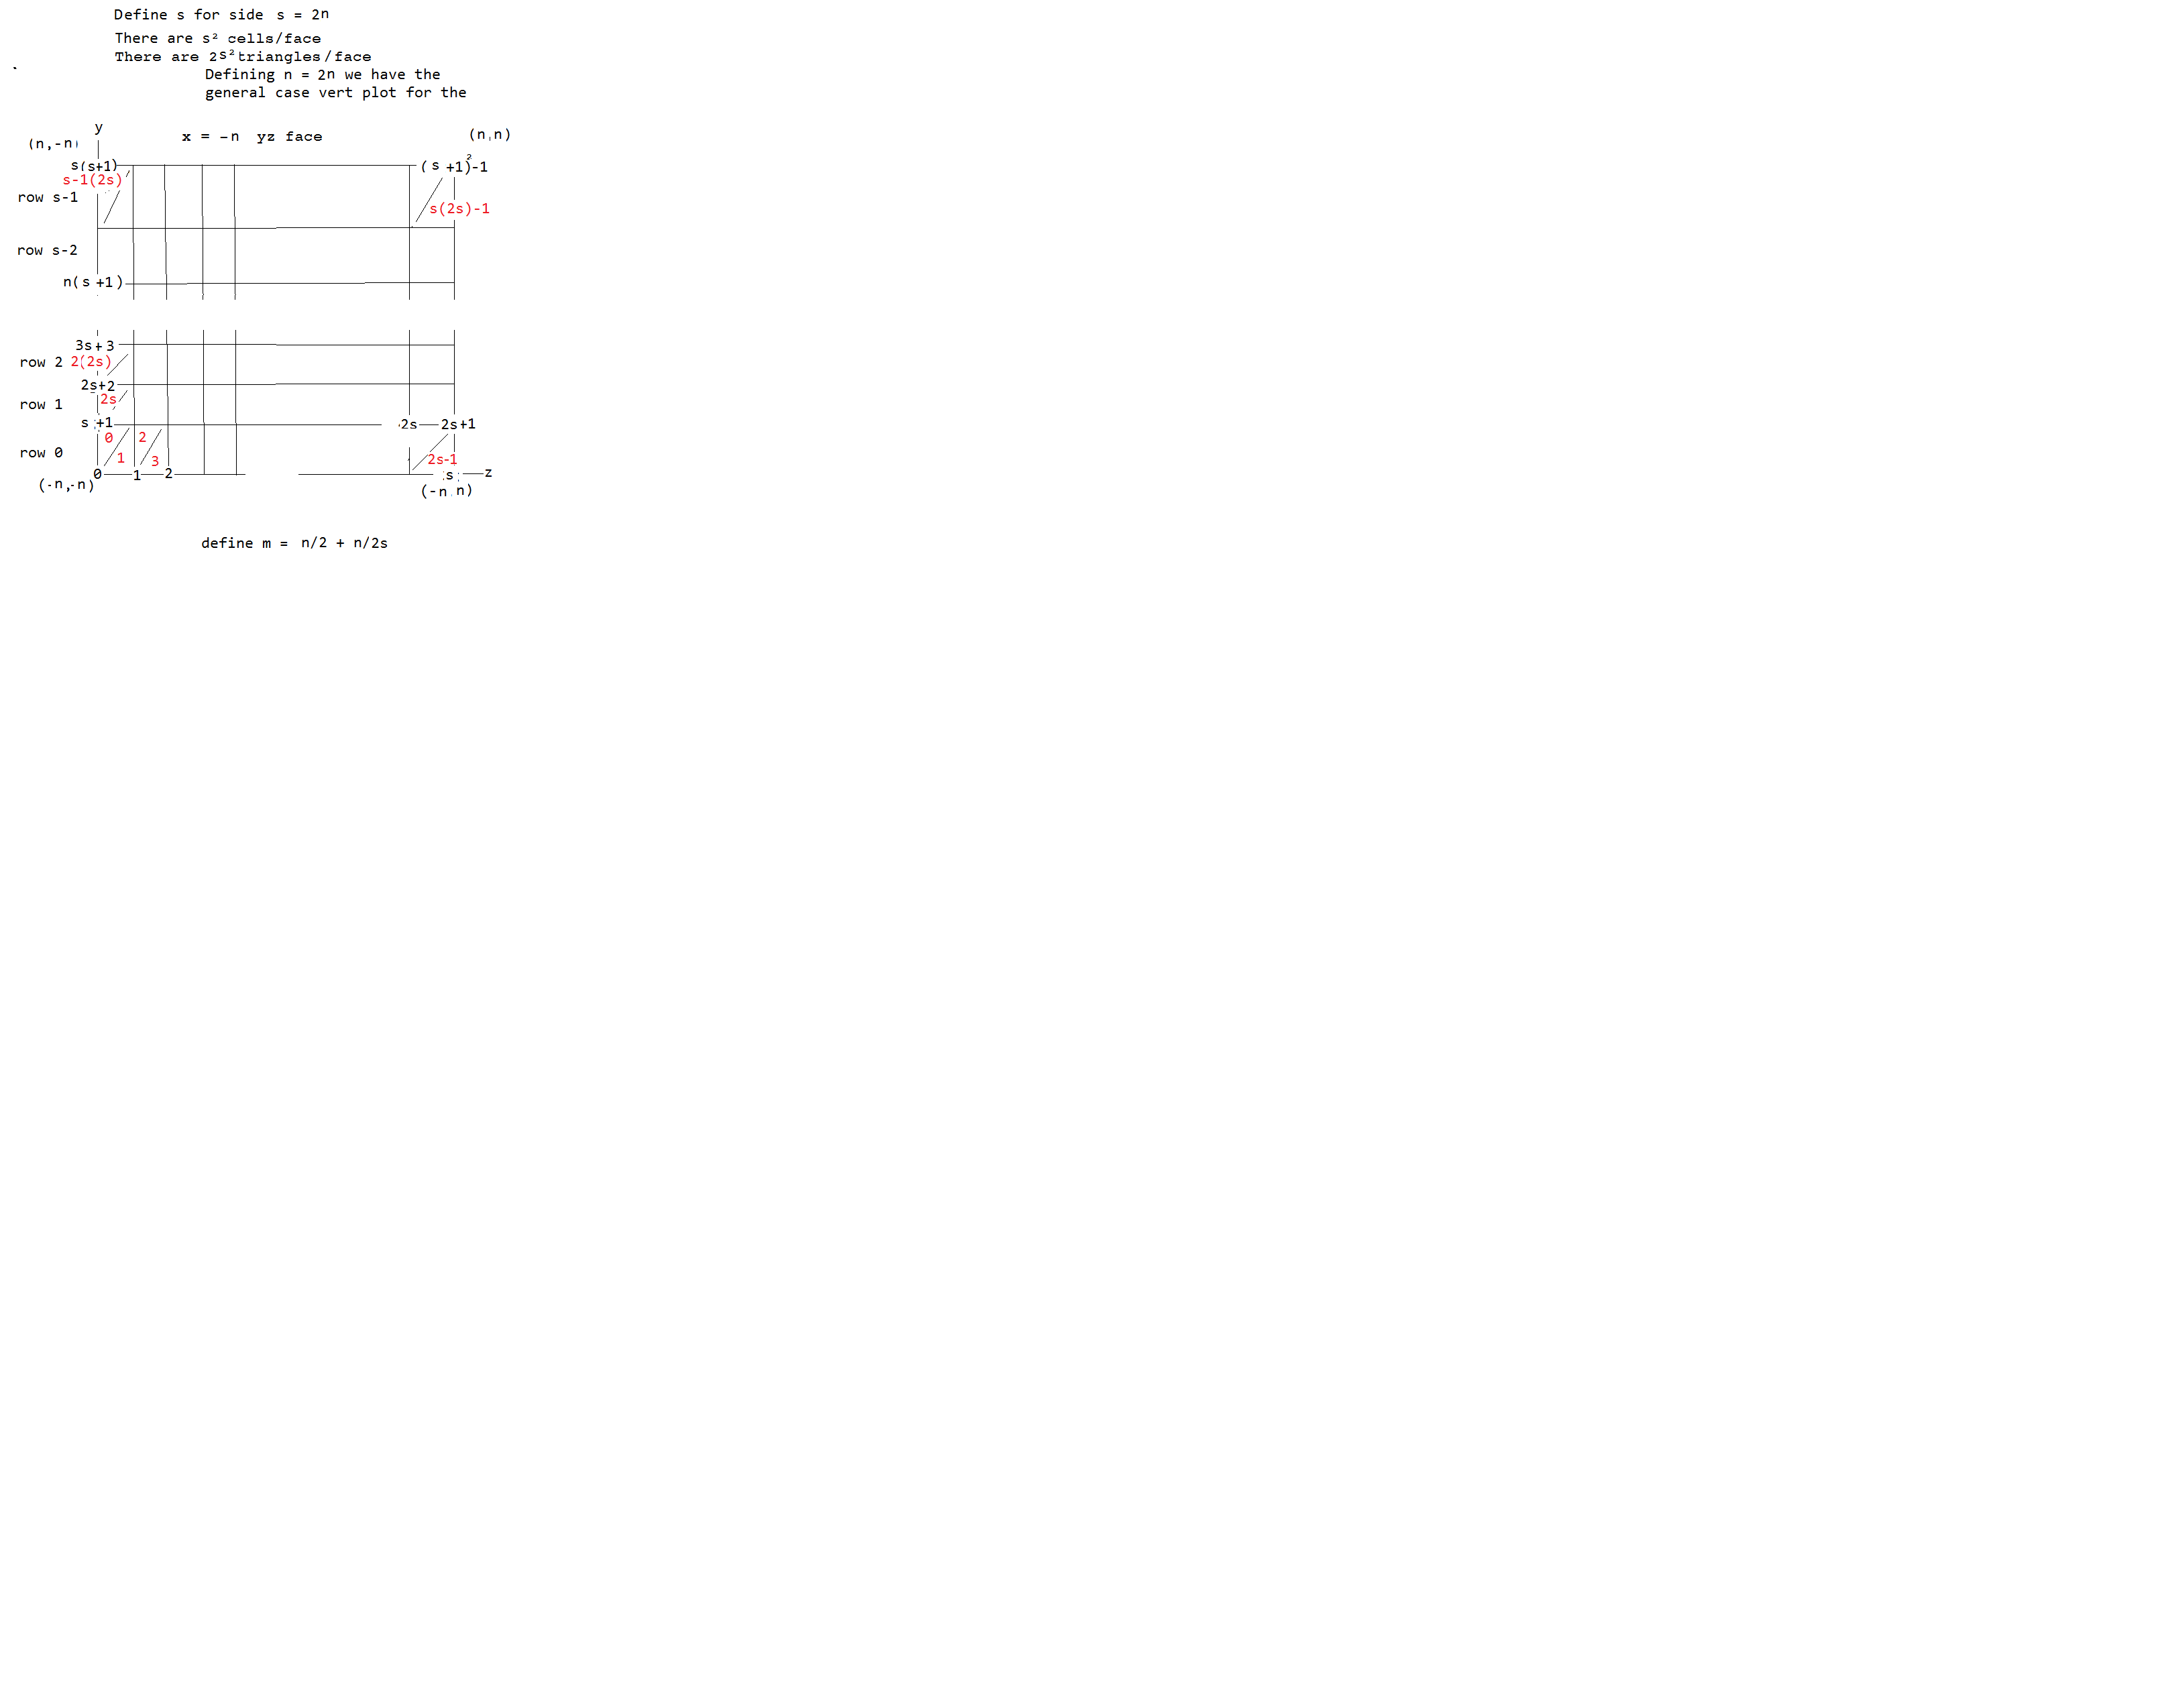 Define s for side s = 2n
There are s² cells/face
There are 2s² triangles/face
Defining n = 2n we have the
general case vert plot for the
y
x = -n yz face
(n,n)
(n,-n)
s(s+1)
(s +1)²-1
s-1(2s)
row s-1
s(2s)-1
row s-2
n(s +1)
3s+3
row 2 2(2s)
2s+2
2s
row 1
s +1
2s
2s+1
0 2
row 0
1 3
2s-1
0 1 2
s
z
(-n,-n)
(-n n)
define m = n/2 + n/2s